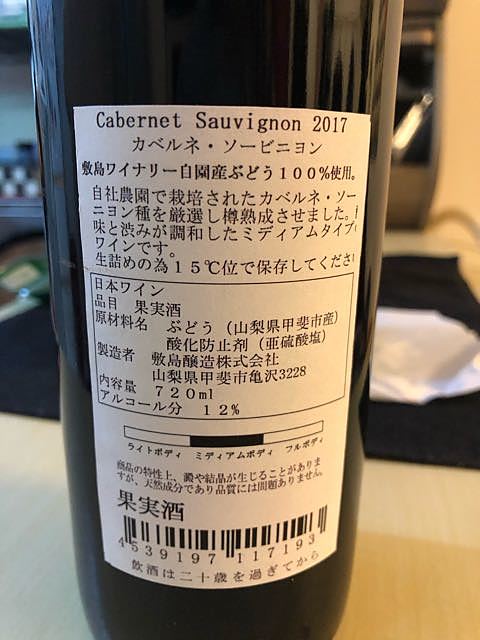 Cabernet Sauvignon 2017
カベルネ・ソービニヨン
敷島ワイナリー自園産ぶどう100%使用。
自社農園で栽培されたカベルネ・ソー
ニヨン種を厳選し樽熟成させました。
味と渋みが調和したミディアムタイプ
ワインです。
生詰めの為15℃位で保存してくださ
日本ワイン
品目 果実酒
原材料名 ぶどう（山梨県甲斐市産）
酸化防止剤（亜硫酸塩）
製造者 敷島醸造株式会社
山梨県甲斐市亀沢3228
内容量 720ml
アルコール分 12%
ライトボディ ミディアムボディ フルボディ
商品の特性上、澱や結晶が生じることがありま
すが、天然成分であり品質には問題ありません。
果実酒
4539197 117193
飲酒は二十歳を過ぎてから